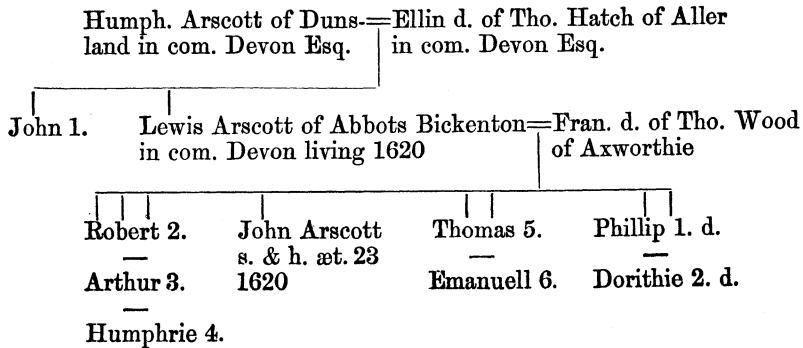 Humph. Arscott of Duns-=Ellin d. of Tho. Hatch of Aller
land in com. Devon Esq. in com. Devon Esq.
John 1. Lewis Arscott of Abbots Bickenton=Fran. d. of Tho. Wood
in com. Devon living 1620 of Axworthie
Robert 2. John Arscott Thomas 5. Phillip 1. d.
s. & h. æt. 23
Arthur 3. 1620 Emanuell 6. Dorithie 2. d.
Humphrie 4.